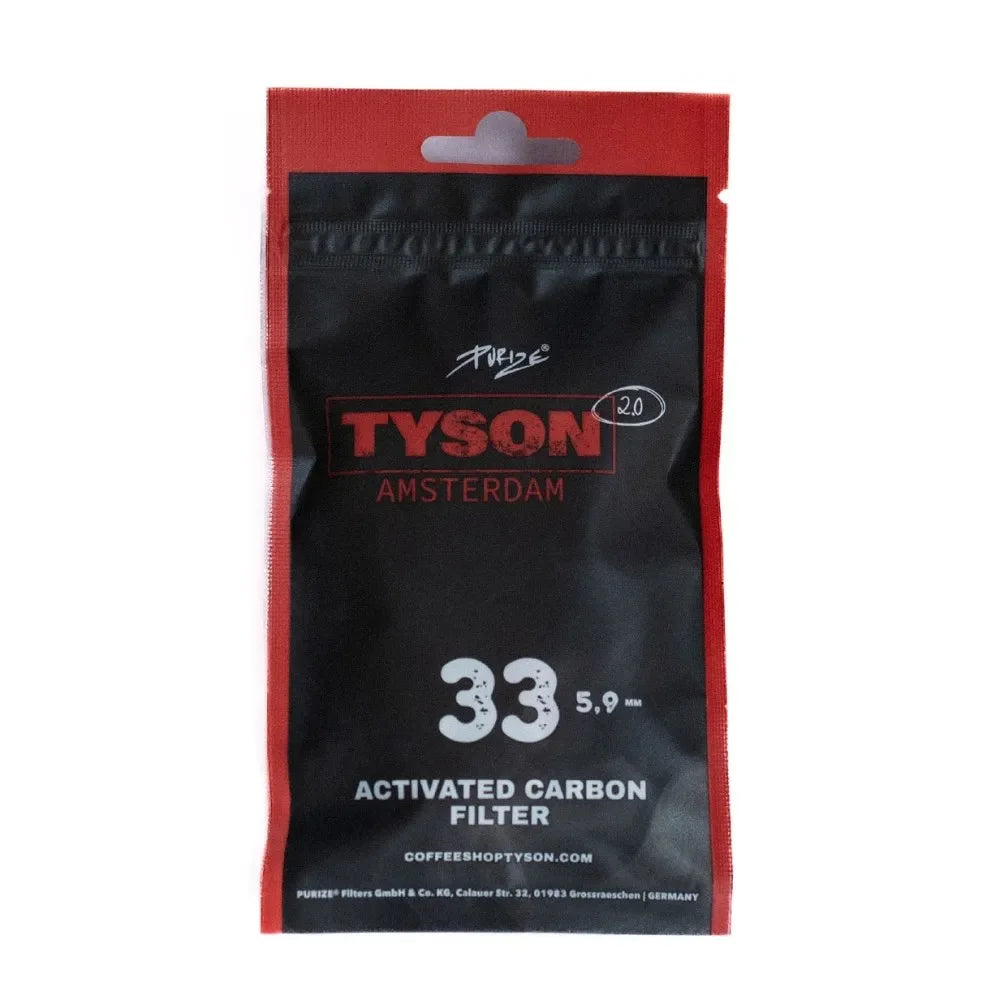 PURIZE®
TYSON 2.0
AMSTERDAM
33 5,9 MM
ACTIVATED CARBON
FILTER
COFFEESHOPTYSON.COM
PURIZE® Filters GmbH & Co. KG, Calauer Str. 32, 01983 Grossraeschen | GERMANY